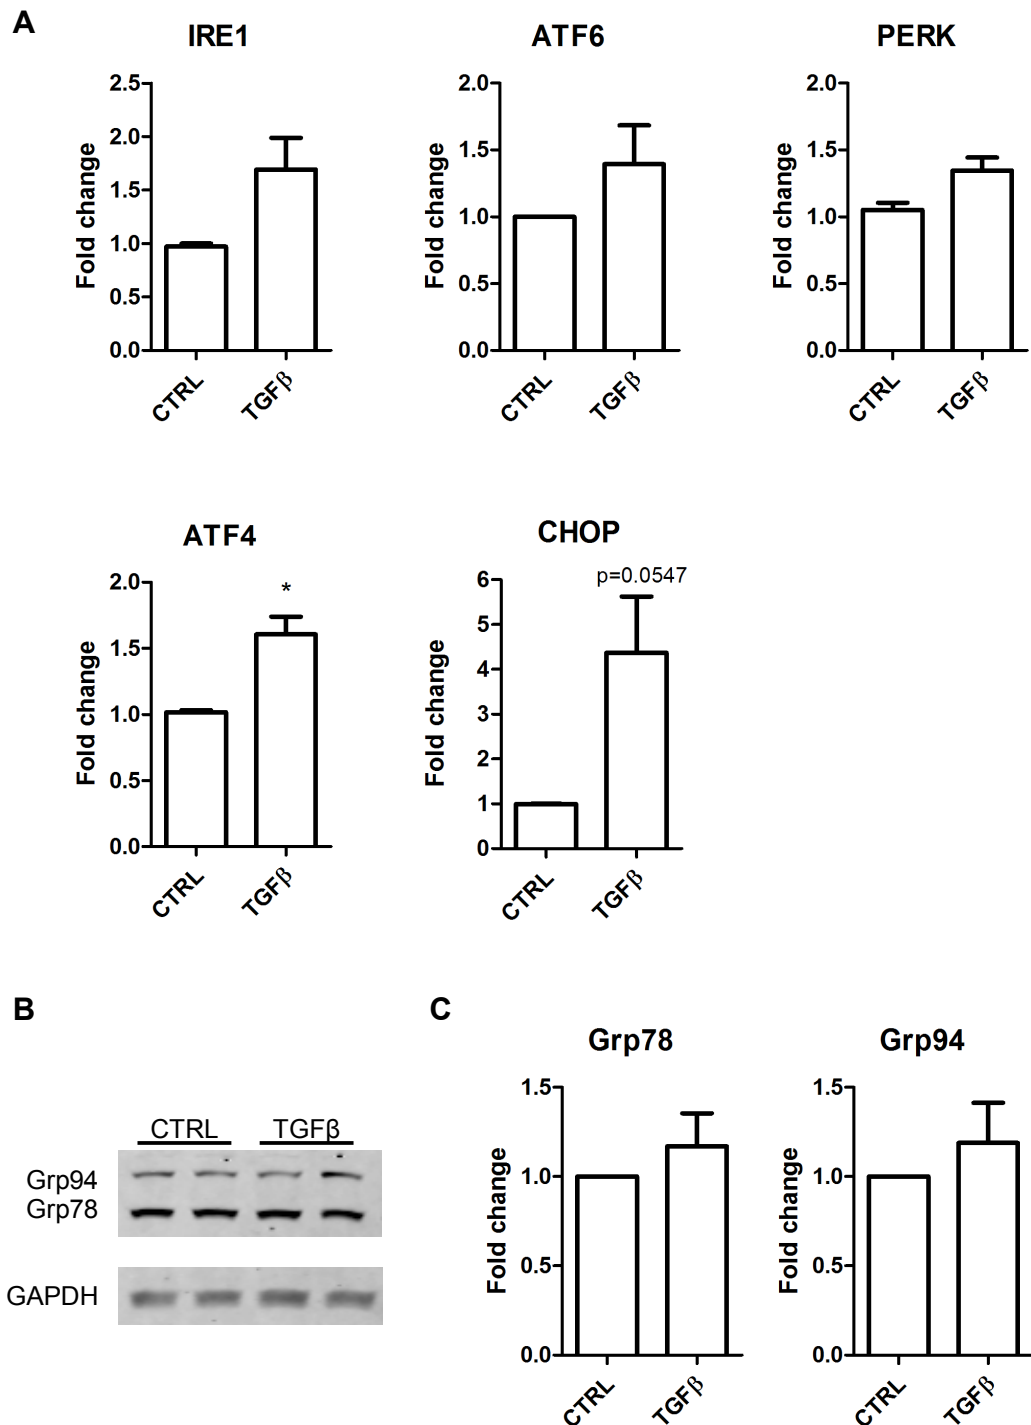 A
IRE1
ATF6
PERK
Fold change
2.5
2.0
1.5
1.0
0.5
0.0
CTRL
TGFβ
Fold change
2.0
1.5
1.0
0.5
0.0
CTRL
TGFβ
Fold change
2.0
1.5
1.0
0.5
0.0
CTRL
TGFβ
ATF4
CHOP
Fold change
2.0
1.5
1.0
0.5
0.0
*
CTRL
TGFβ
Fold change
6
5
4
3
2
1
0
p=0.0547
CTRL
TGFβ
B
CTRL TGFβ
Grp94
Grp78
GAPDH
C
Grp78
Grp94
Fold change
1.5
1.0
0.5
0.0
CTRL
TGFβ
Fold change
1.5
1.0
0.5
0.0
CTRL
TGFβ